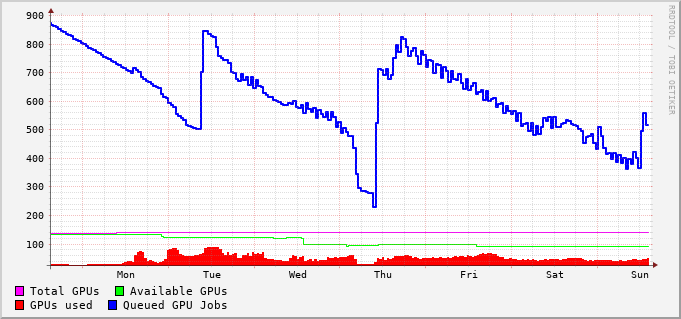 900
800
700
600
500
400
300
200
100
Mon Tue Wed Thu Fri Sat Sun
Total GPUs Available GPUs
GPUs used Queued GPU Jobs
RRDTOOL / TOBI OETIKER